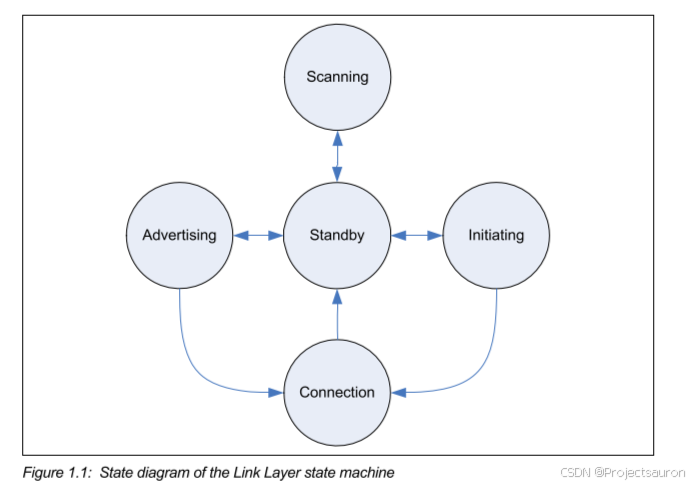 Scanning
Advertising
Standby
Initiating
Connection
Figure 1.1: State diagram of the Link Layer state machine
CSDN @Projectsauron